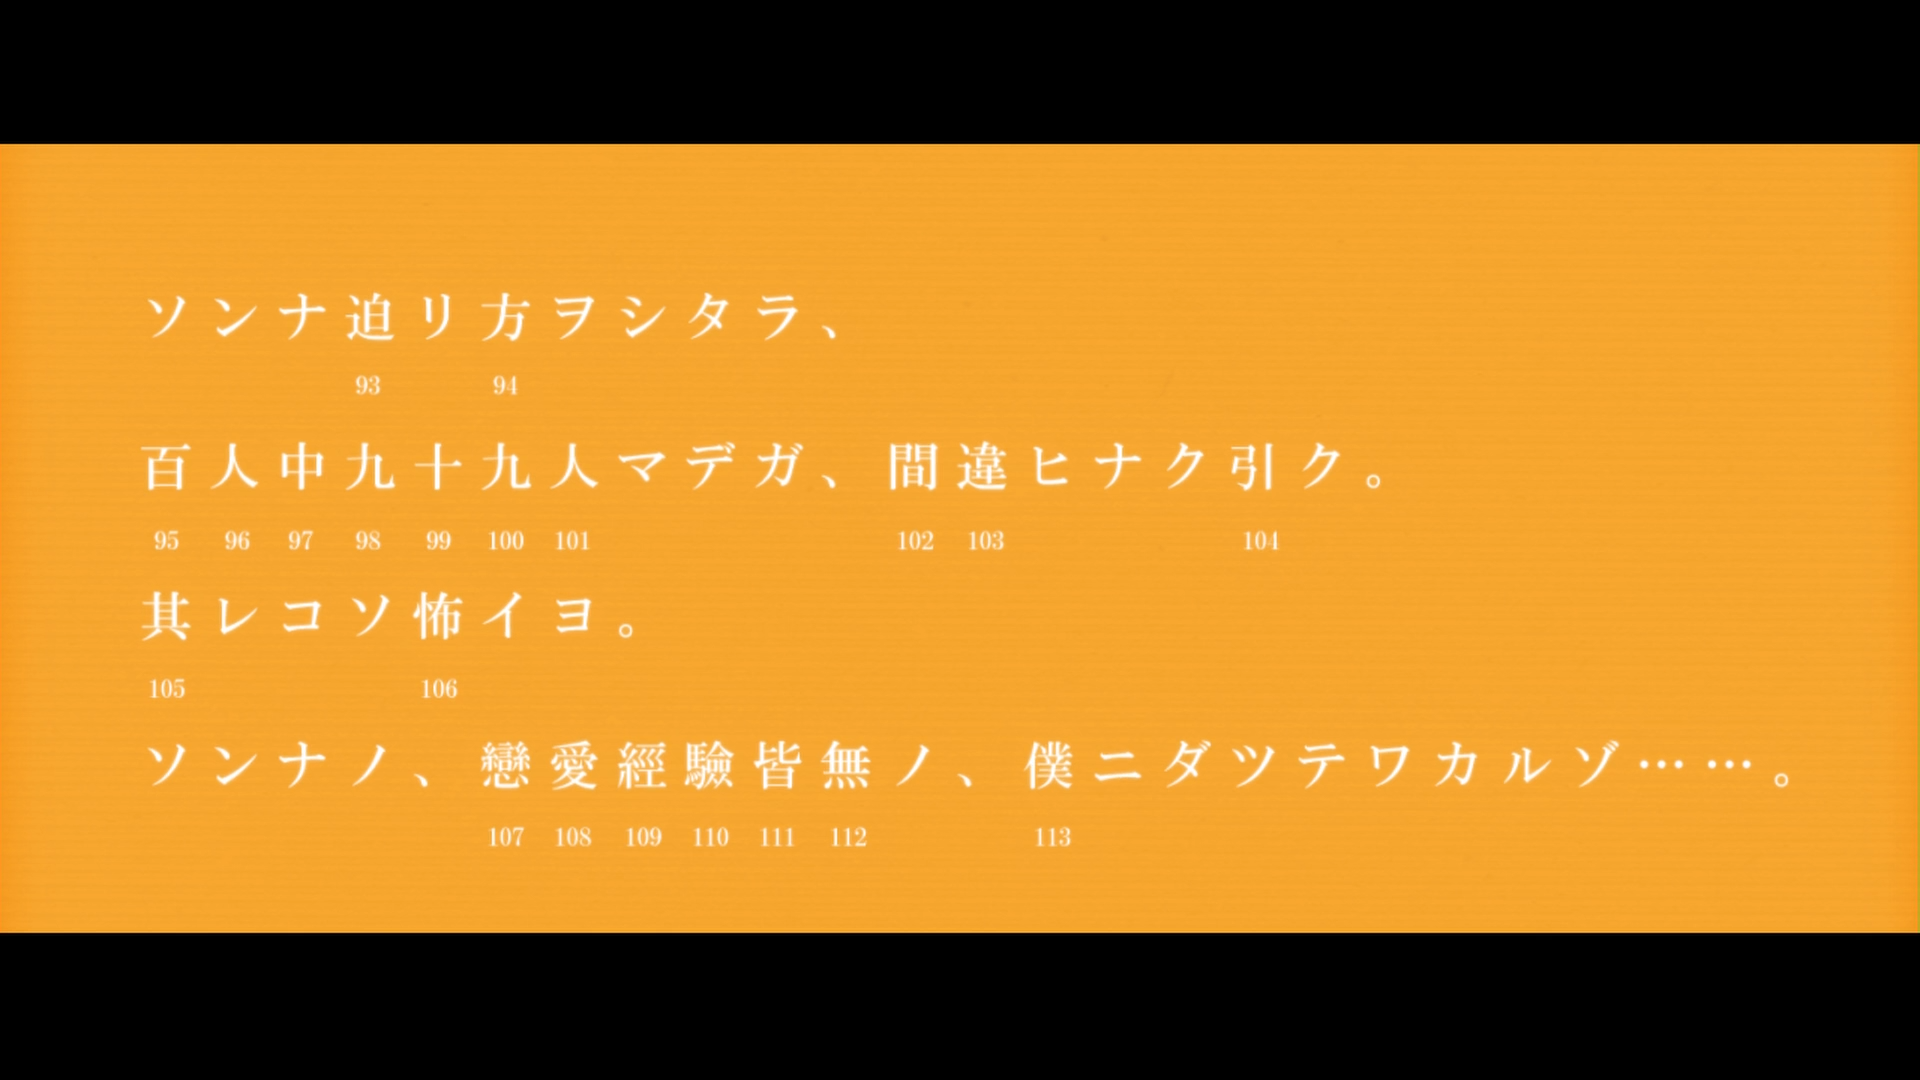 ソンナ迫リ方ヲシタラ、
93 94
百人中九十九人マデガ、間違ヒナク引ク。
95 96 97 98 99 100 101 102 103 104
其レコソ怖イヨ。
105 106
ソンナノ、戀愛經驗皆無ノ、僕ニダツテワカルゾ……。
107 108 109 110 111 112 113